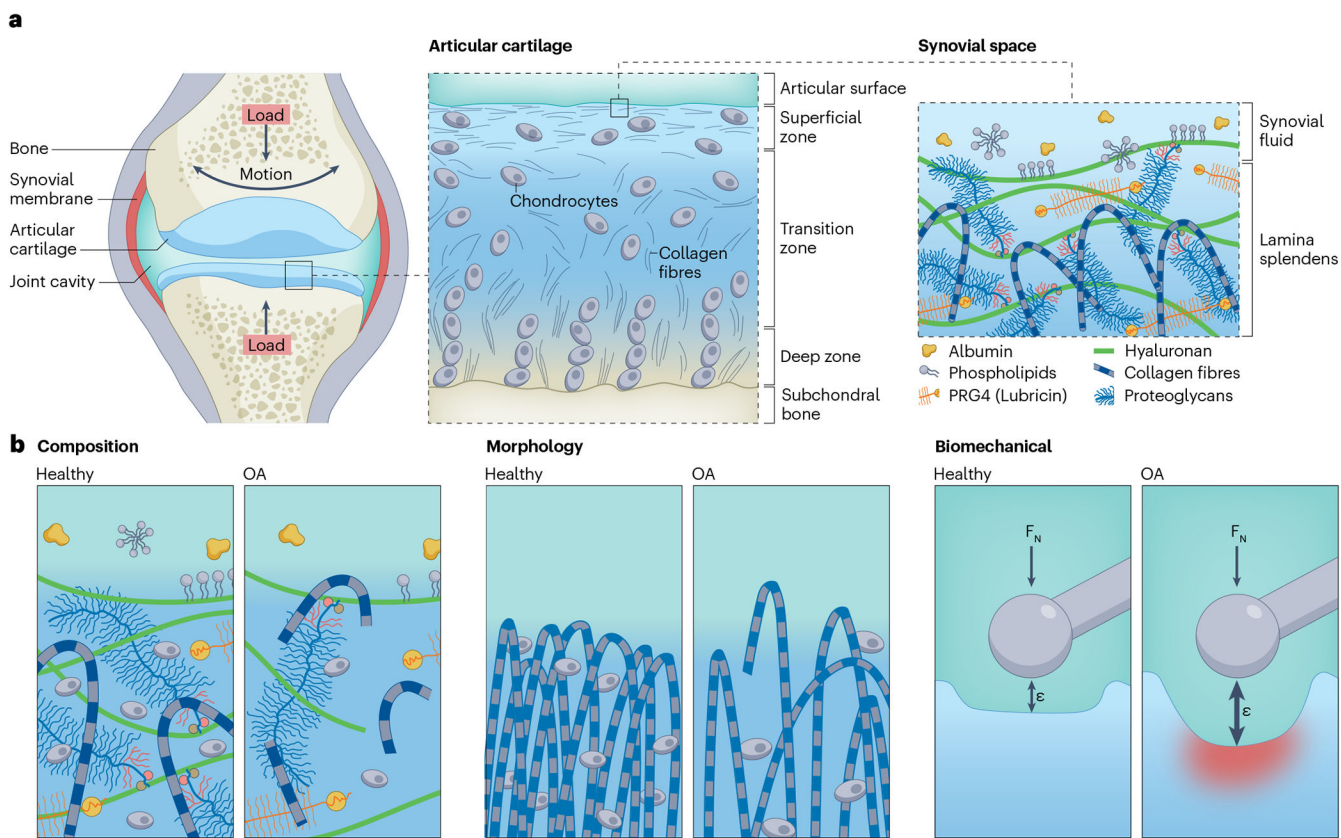 a
Articular cartilage
Synovial space
Load
Motion
Bone
Synovial
membrane
Articular
cartilage
Joint cavity
Load
Chondrocytes
Collagen
fibres
Articular surface
Superficial
zone
Transition
zone
Deep zone
Subchondral
bone
Synovial
fluid
Lamina
splendens
Albumin
Phospholipids
PRG4 (Lubricin)
Hyaluronan
Collagen fibres
Proteoglycans
b
Composition
Healthy
OA
Morphology
Healthy
OA
Biomechanical
Healthy
OA
FN
ε
FN
ε